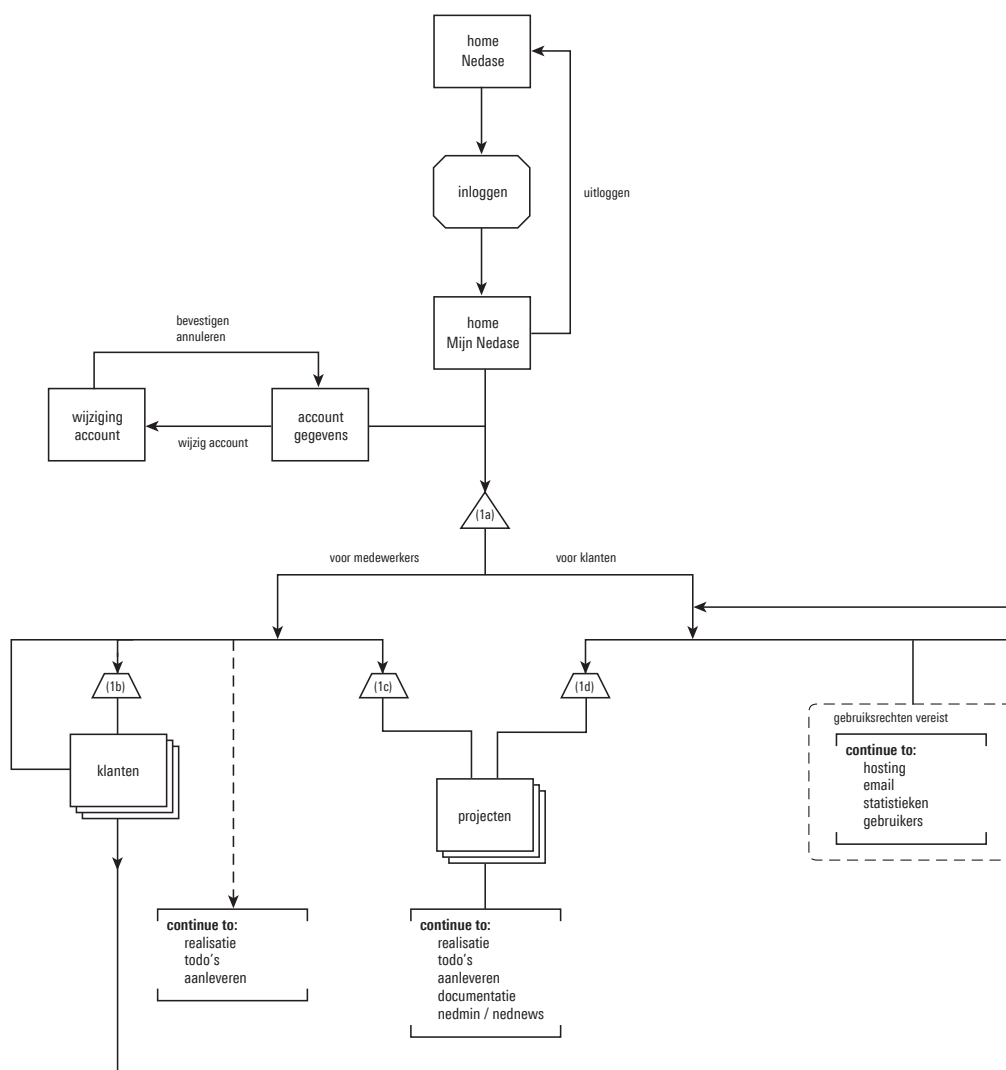 home
Nedase
inloggen
uitloggen
home
Mijn Nedase
bevestigen
annuleren
wijziging
account
wijzig account
account
gegevens
(1a)
voor medewerkers
voor klanten
(1b)
(1c)
(1d)
klanten
projecten
gebruiksrechten vereist
continue to:
hosting
email
statistieken
gebruikers
continue to:
realisatie
todo's
aanleveren
continue to:
realisatie
todo's
aanleveren
documentatie
nedmin / nednews